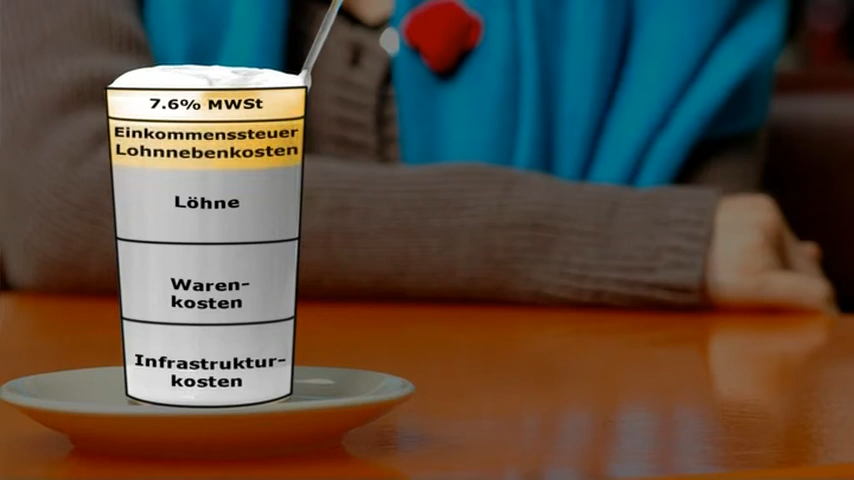 7.6% MWSt
Einkommenssteuer
Lohnnebenkosten
Löhne
Waren-
kosten
Infrastruktur-
kosten